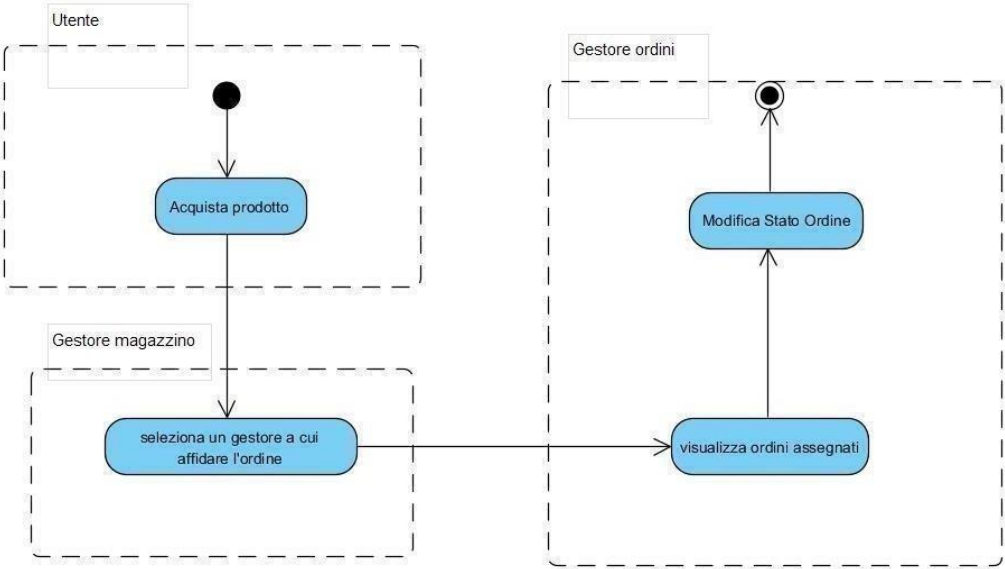 Utente
Acquista prodotto
Gestore magazzino
seleziona un gestore a cui
affidare l'ordine
Gestore ordini
Modifica Stato Ordine
visualizza ordini assegnati